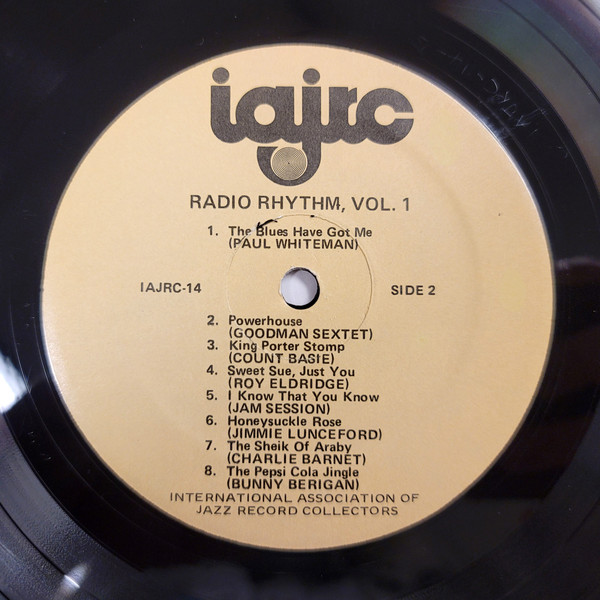 iajrc
RADIO RHYTHM, VOL. 1
1. The Blues Have Got Me
(PAUL WHITEMAN)
IAJRC-14 SIDE 2
2. Powerhouse
(GOODMAN SEXTET)
3. King Porter Stomp
(COUNT BASIE)
4. Sweet Sue, Just You
(ROY ELDRIDGE)
5. I Know That You Know
(JAM SESSION)
6. Honeysuckle Rose
(JIMMIE LUNCEFORD)
7. The Sheik Of Araby
(CHARLIE BARNET)
8. The Pepsi Cola Jingle
(BUNNY BERIGAN)
INTERNATIONAL ASSOCIATION OF
JAZZ RECORD COLLECTORS